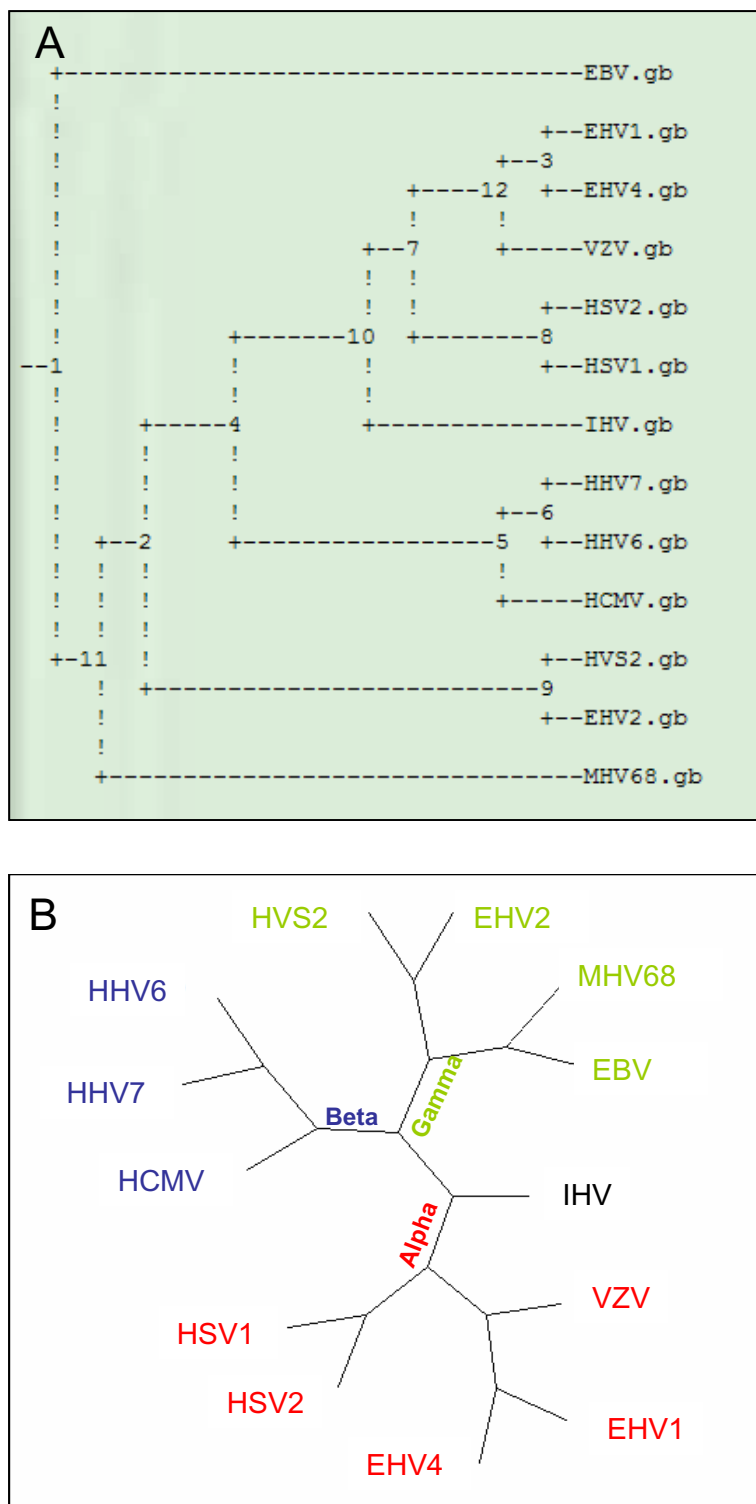 A
+-----------------------------------EBV.gb
!
! +--EHV1.gb
! +--3
! +----12 +--EHV4.gb
! ! !
! +--7 +-----VZV.gb
! ! !
! ! ! +--HSV2.gb
! +-------10 +--------8
--1 ! ! +--HSV1.gb
! ! !
! +-----4 +--------------IHV.gb
! ! !
! ! ! +--HHV7.gb
! ! ! +--6
! +--2 +-----------------5 +--HHV6.gb
! ! ! !
! ! ! +-----HCMV.gb
! ! !
+-11 ! +--HVS2.gb
! +--------------------------9
! +--EHV2.gb
!
+--------------------------------MHV68.gb
B
HVS2 EHV2
MHV68
HHV6
EBV
HHV7
Beta Gamma
HCMV
IHV
Alpha
VZV
HSV1
HSV2
EHV1
EHV4